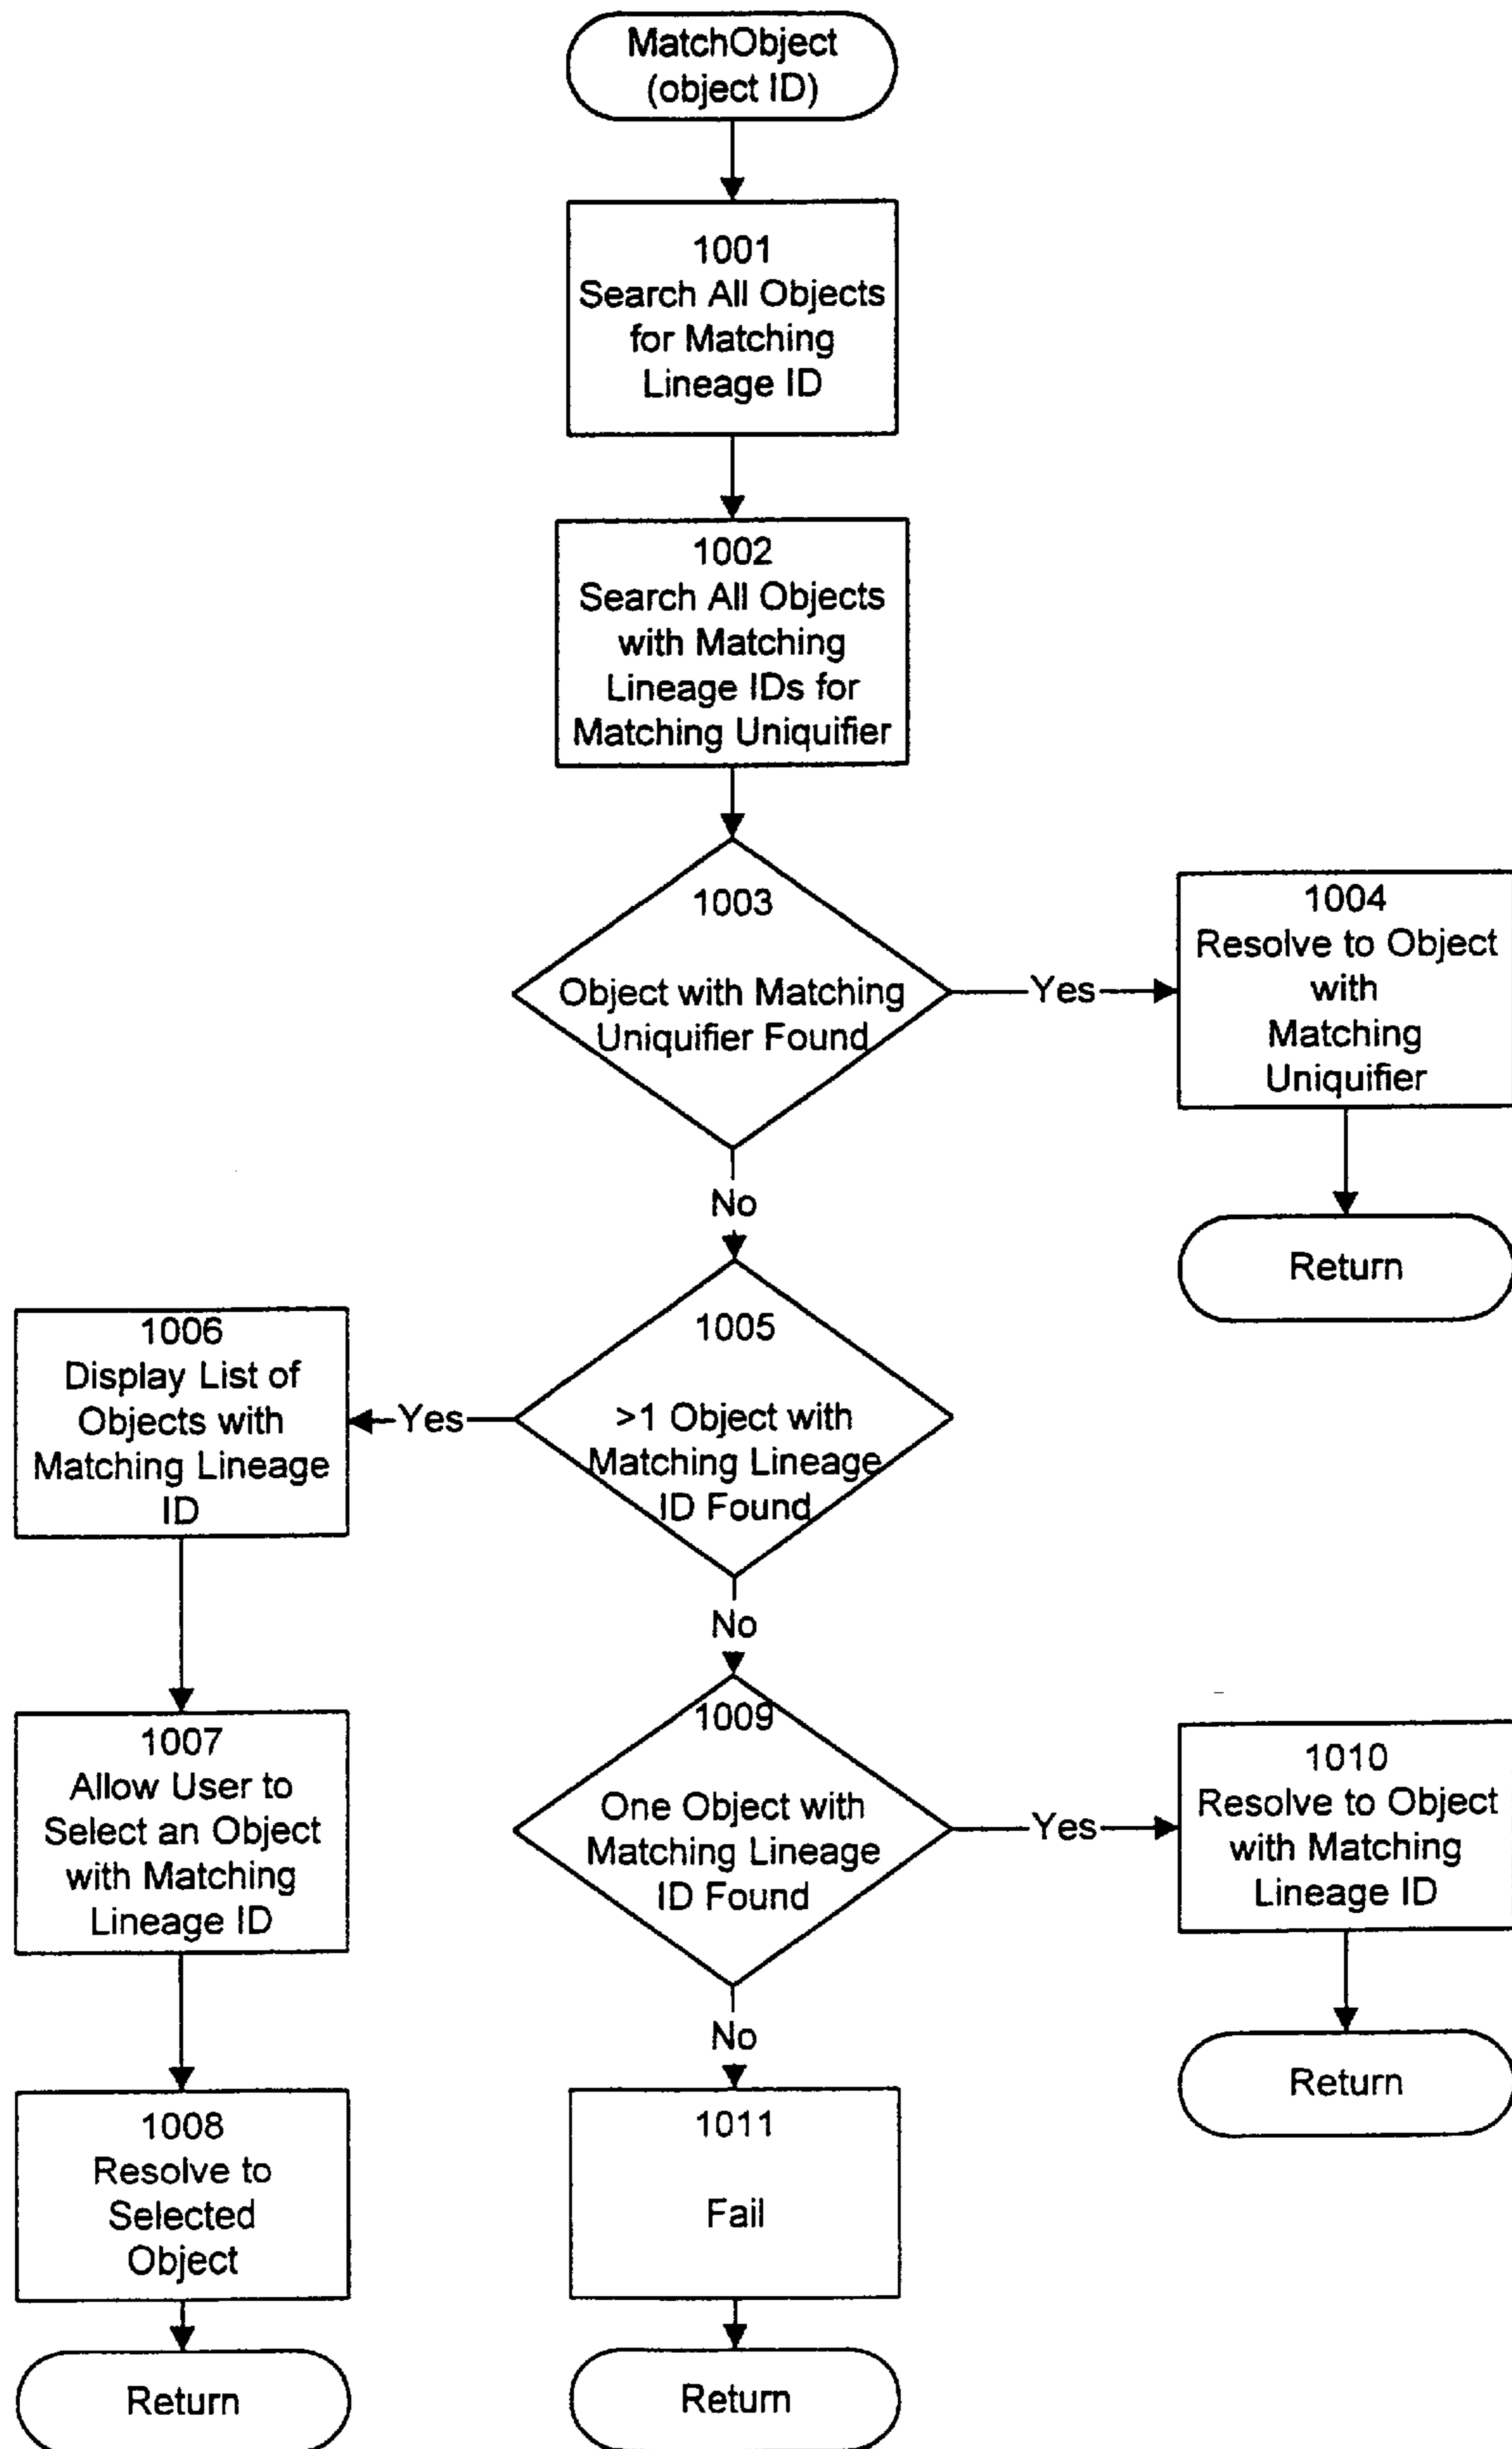 MatchObject
(object ID)
1001
Search All Objects
for Matching
Lineage ID
1002
Search All Objects
with Matching
Lineage IDs for
Matching Uniquifier
1003
Object with Matching
Uniquifier Found
Yes
1004
Resolve to Object
with
Matching
Uniquifier
Return
No
1005
>1 Object with
Matching Lineage
ID Found
Yes
1006
Display List of
Objects with
Matching Lineage
ID
1007
Allow User to
Select an Object
with Matching
Lineage ID
1008
Resolve to
Selected
Object
Return
No
1009
One Object with
Matching Lineage
ID Found
Yes
1010
Resolve to Object
with Matching
Lineage ID
Return
No
1011
Fail
Return